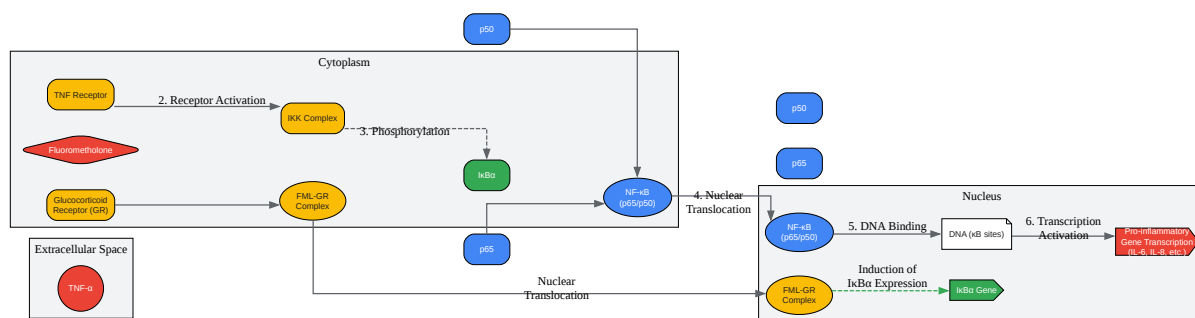 p50
Cytoplasm
TNF Receptor
2. Receptor Activation
IKK Complex
3. Phosphorylation
Fluorometholone
IκBα
Glucocorticoid
Receptor (GR)
FML-GR
Complex
NF-κB
(p65/p50)
p65
p50
p65
4. Nuclear
Translocation
Extracellular Space
TNF-α
Nuclear
Translocation
Nucleus
NF-κB
(p65/p50)
5. DNA Binding
DNA (κB sites)
6. Transcription
Activation
Pro-inflammatory
Gene Transcription
(IL-6, IL-8, etc.)
FML-GR
Complex
Induction of
IκBα Expression
IκBα Gene